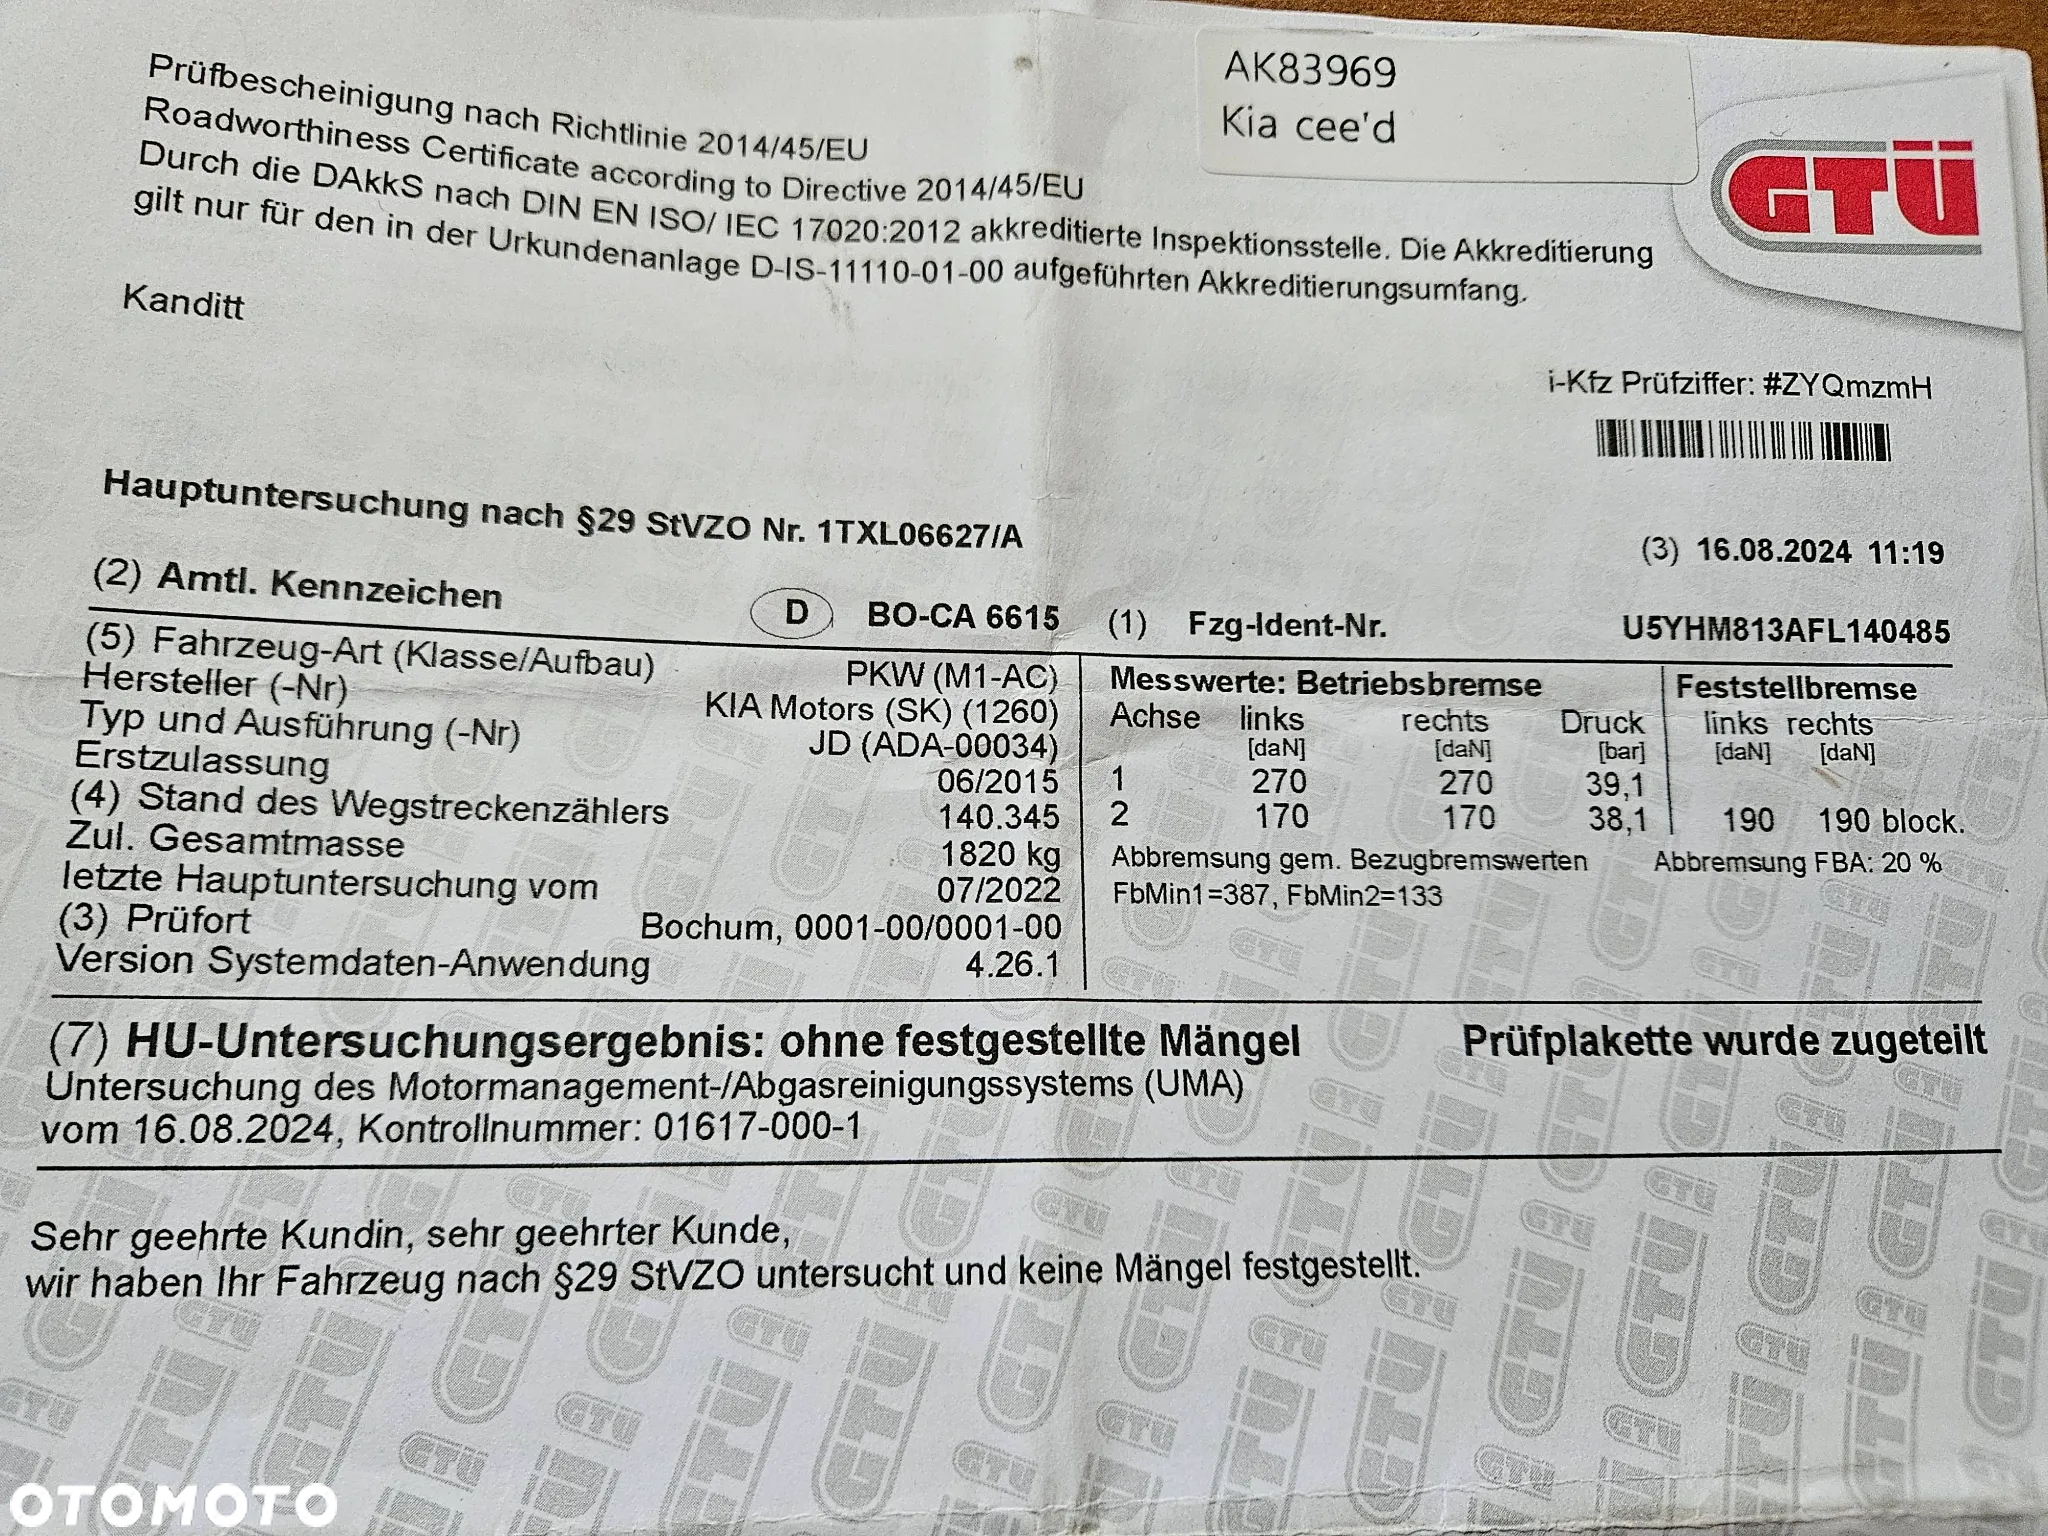 AK83969
Kia cee'd
GTÜ
Prüfbescheinigung nach Richtlinie 2014/45/EU
Roadworthiness Certificate according to Directive 2014/45/EU
Durch die DAkkS nach DIN EN ISO/ IEC 17020:2012 akkreditierte Inspektionsstelle. Die Akkreditierung
gilt nur für den in der Urkundenanlage D-IS-11110-01-00 aufgeführten Akkreditierungsumfang.
Kanditt
i-Kfz Prüfziffer: #ZYQmzmH
Hauptuntersuchung nach §29 StVZO Nr. 1TXL06627/A
(3) 16.08.2024 11:19
(2) Amtl. Kennzeichen D BO-CA 6615
(1) Fzg-Ident-Nr. U5YHM813AFL140485
(5) Fahrzeug-Art (Klasse/Aufbau) PKW (M1-AC)
Hersteller (-Nr) KIA Motors (SK) (1260)
Typ und Ausführung (-Nr) JD (ADA-00034)
Erstzulassung 06/2015
(4) Stand des Wegstreckenzählers 140.345
Zul. Gesamtmasse 1820 kg
letzte Hauptuntersuchung vom 07/2022
(3) Prüfort Bochum, 0001-00/0001-00
Version Systemdaten-Anwendung 4.26.1
Messwerte: Betriebsbremse Feststellbremse
Achse links rechts Druck links rechts
[daN] [daN] [bar] [daN] [daN]
1 270 270 39,1
2 170 170 38,1 190 190 block.
Abbremsung gem. Bezugbremswerten Abbremsung FBA: 20 %
FbMin1=387, FbMin2=133
(7) HU-Untersuchungsergebnis: ohne festgestellte Mängel Prüfplakette wurde zugeteilt
Untersuchung des Motormanagement-/Abgasreinigungssystems (UMA)
vom 16.08.2024, Kontrollnummer: 01617-000-1
Sehr geehrte Kundin, sehr geehrter Kunde,
wir haben Ihr Fahrzeug nach §29 StVZO untersucht und keine Mängel festgestellt.
OTOMOTO